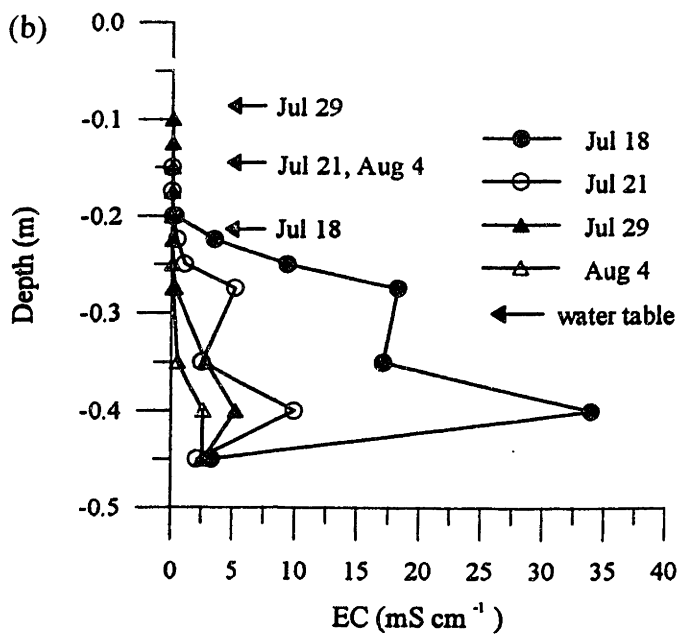 (b)
0.0
-0.1
-0.2
-0.3
-0.4
-0.5
Depth (m)
Jul 29
Jul 21, Aug 4
Jul 18
Jul 18
Jul 21
Jul 29
Aug 4
water table
0 5 10 15 20 25 30 35 40
EC (mS cm⁻¹)